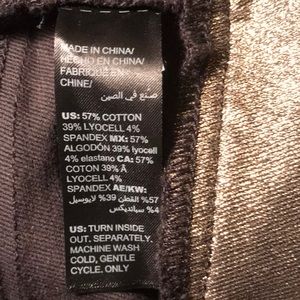 MADE IN CHINA/
HECHO EN CHINA/
FABRIQUÉ EN
CHINE/
صنع في الصين
US: 57% COTTON
39% LYOCELL 4%
SPANDEX MX: 57%
ALGODÓN 39% lyocell
4% elastano CA: 57%
COTON 39% Â
LYOCELL 4%
SPANDEX AE/KW:
57% القطن 39% لايوسيل
4% سباندكس
US: TURN INSIDE
OUT. SEPARATELY.
MACHINE WASH
COLD, GENTLE
CYCLE. ONLY